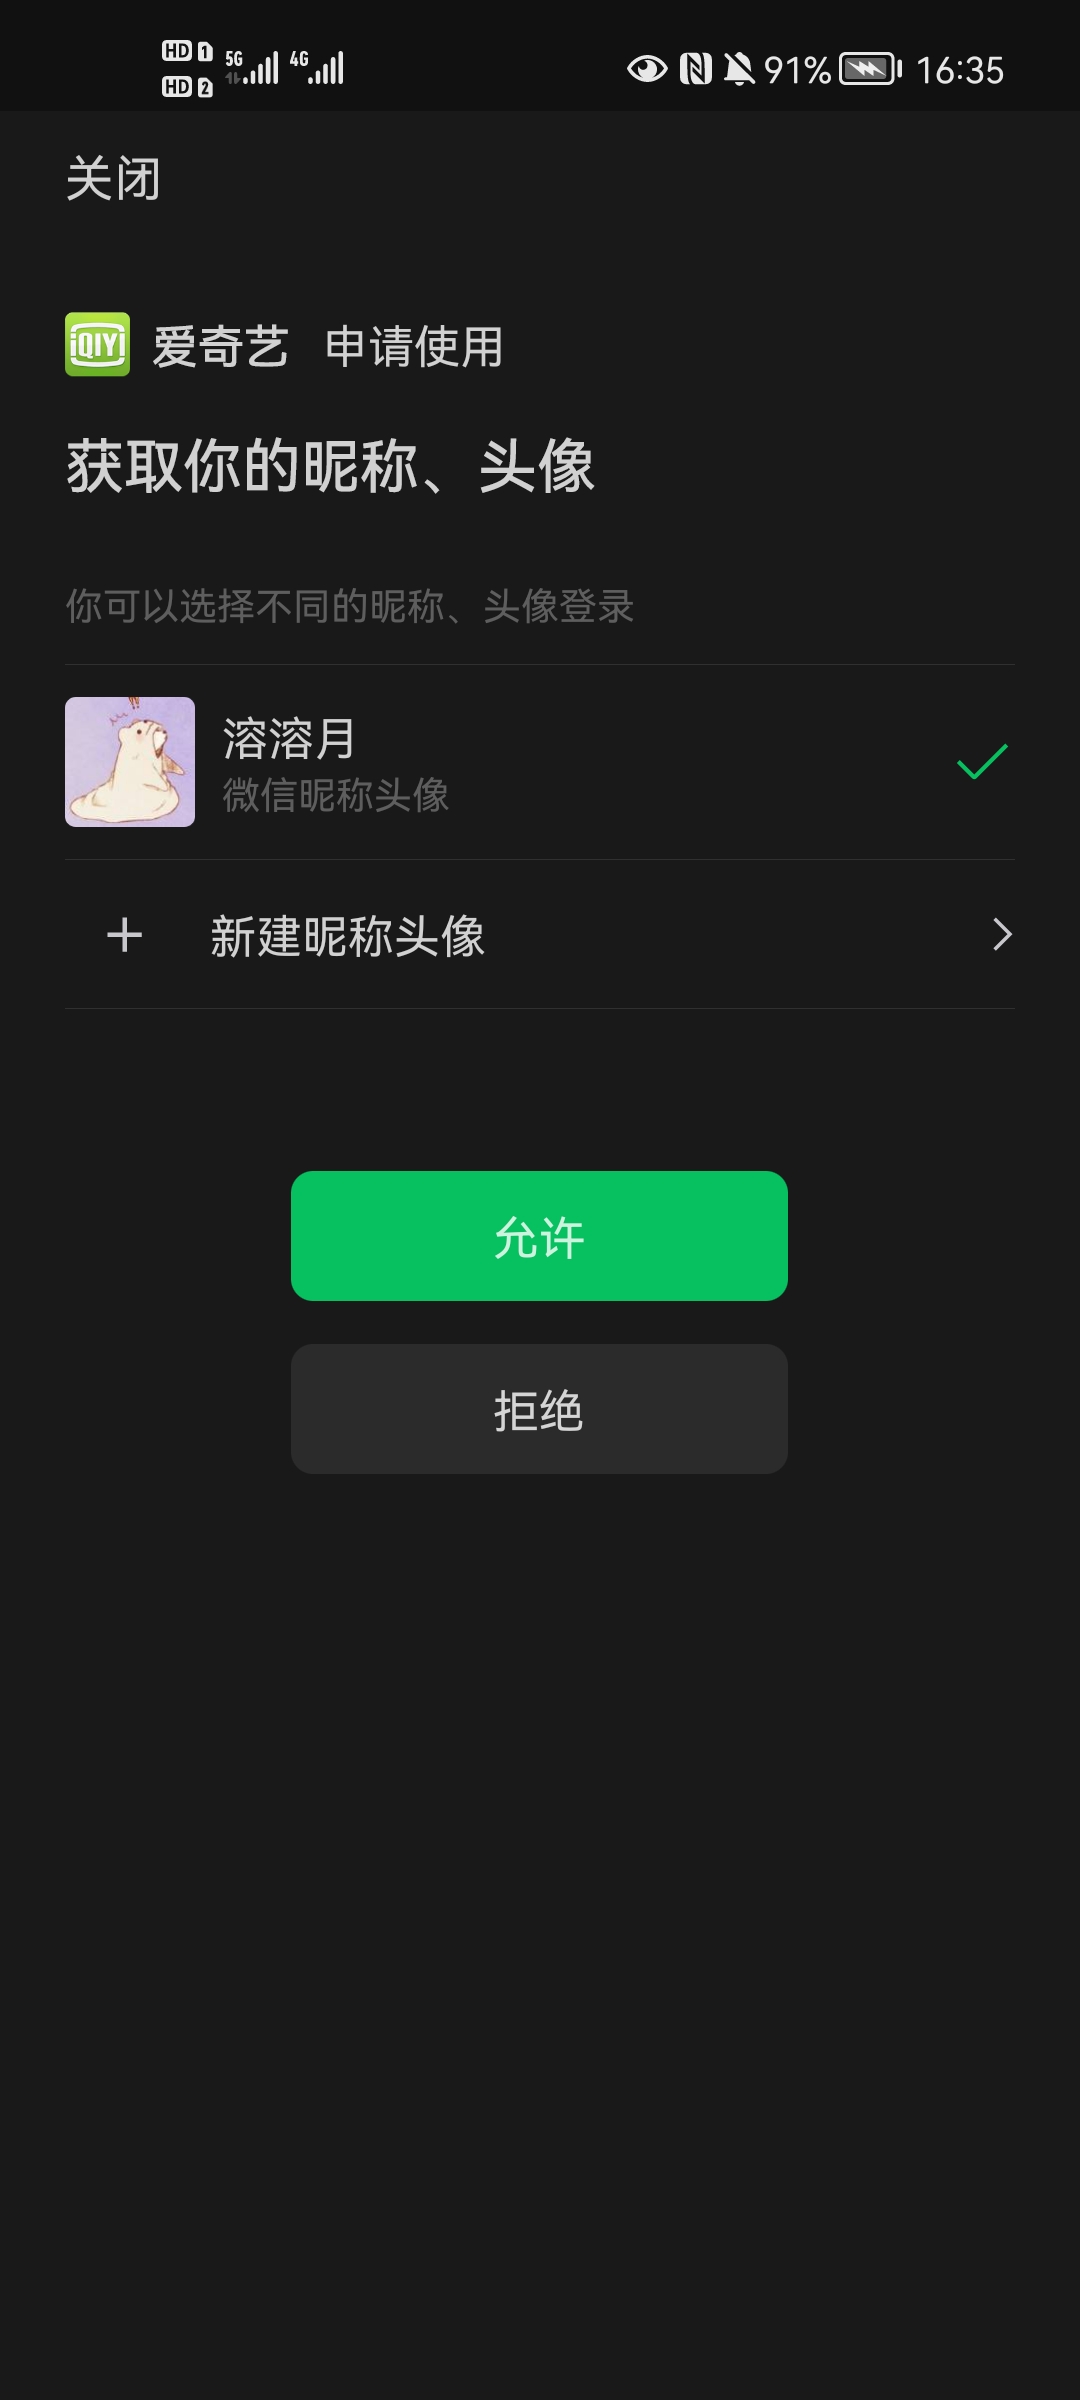 HD 1 5G 4G 91% 16:35
HD 2
关闭
iQIYI 爱奇艺 申请使用
获取你的昵称、头像
你可以选择不同的昵称、头像登录
溶溶月
微信昵称头像
新建昵称头像
允许
拒绝